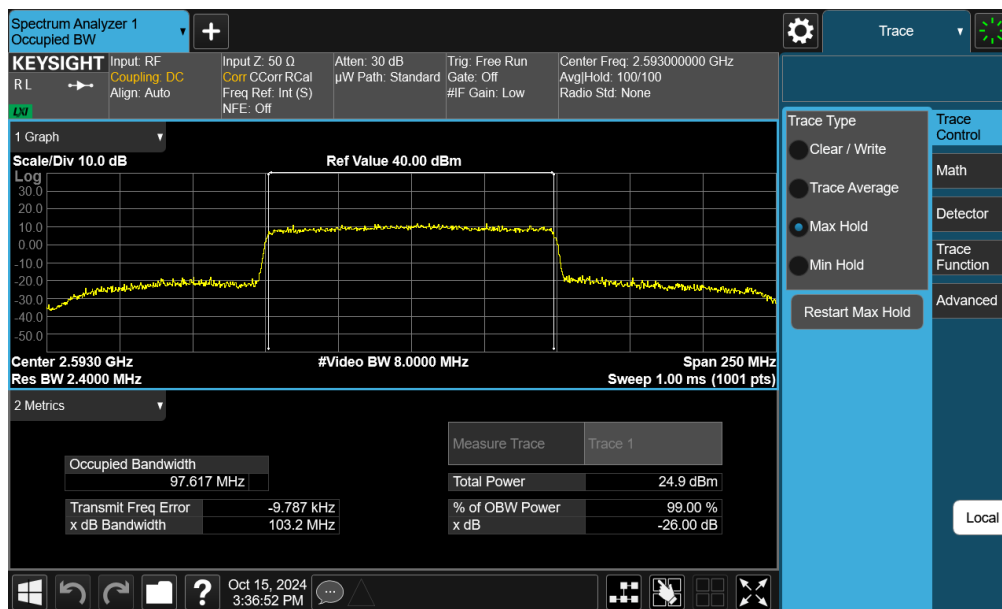 Spectrum Analyzer 1
Occupied BW
Trace
KEYSIGHT
R L
LXI
Input: RF
Coupling: DC
Align: Auto
Input Z: 50 Ω
Corr CCorr RCal
Freq Ref: Int (S)
NFE: Off
Atten: 30 dB
µW Path: Standard
Trig: Free Run
Gate: Off
#IF Gain: Low
Center Freq: 2.593000000 GHz
Avg|Hold: 100/100
Radio Std: None
1 Graph
Scale/Div 10.0 dB
Ref Value 40.00 dBm
Log
30.0
20.0
10.0
0.00
-10.0
-20.0
-30.0
-40.0
-50.0
Center 2.5930 GHz
#Video BW 8.0000 MHz
Span 250 MHz
Res BW 2.4000 MHz
Sweep 1.00 ms (1001 pts)
2 Metrics
Measure Trace
Trace 1
Occupied Bandwidth
97.617 MHz
Total Power
24.9 dBm
Transmit Freq Error
-9.787 kHz
% of OBW Power
99.00 %
x dB Bandwidth
103.2 MHz
x dB
-26.00 dB
Trace Type
Clear / Write
Trace Average
Max Hold
Min Hold
Restart Max Hold
Trace
Control
Math
Detector
Trace
Function
Advanced
Local
?
Oct 15, 2024
3:36:52 PM